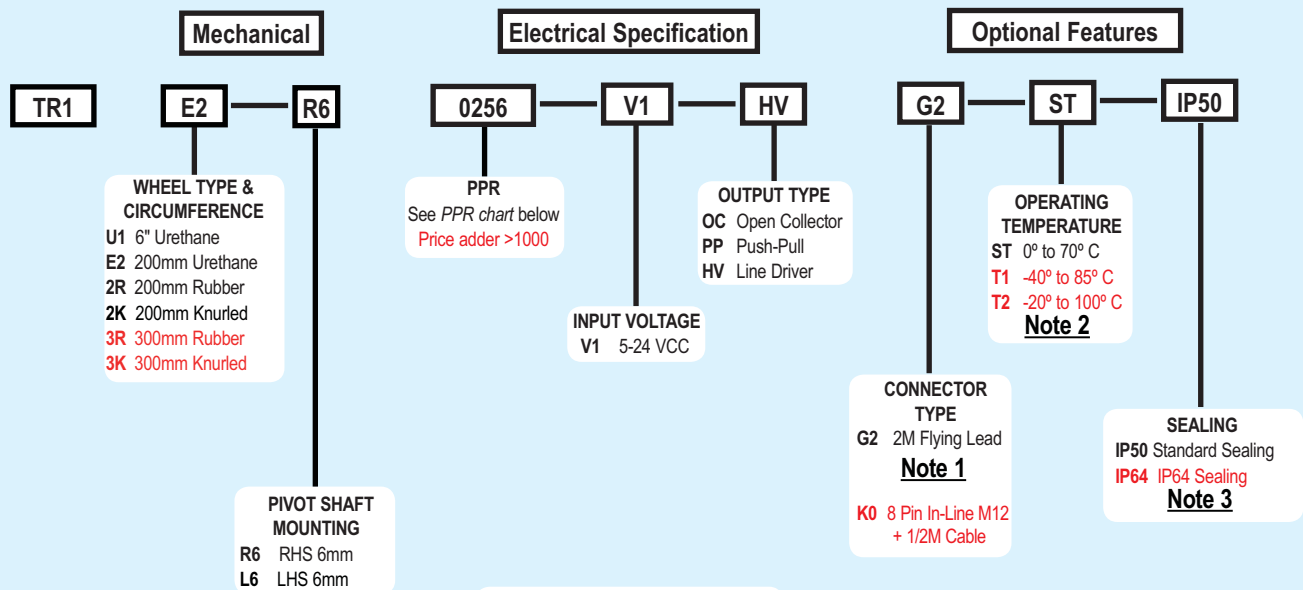 Mechanical
Electrical Specification
Optional Features
TR1
E2
R6
0256
V1
HV
G2
ST
IP50
WHEEL TYPE &
CIRCUMFERENCE
U1 6" Urethane
E2 200mm Urethane
2R 200mm Rubber
2K 200mm Knurled
3R 300mm Rubber
3K 300mm Knurled
PIVOT SHAFT
MOUNTING
R6 RHS 6mm
L6 LHS 6mm
PPR
See PPR chart below
Price adder >1000
INPUT VOLTAGE
V1 5-24 VCC
OUTPUT TYPE
OC Open Collector
PP Push-Pull
HV Line Driver
CONNECTOR
TYPE
G2 2M Flying Lead
Note 1
K0 8 Pin In-Line M12
+ 1/2M Cable
OPERATING
TEMPERATURE
ST 0º to 70º C
T1 -40º to 85º C
T2 -20º to 100º C
Note 2
SEALING
IP50 Standard Sealing
IP64 IP64 Sealing
Note 3